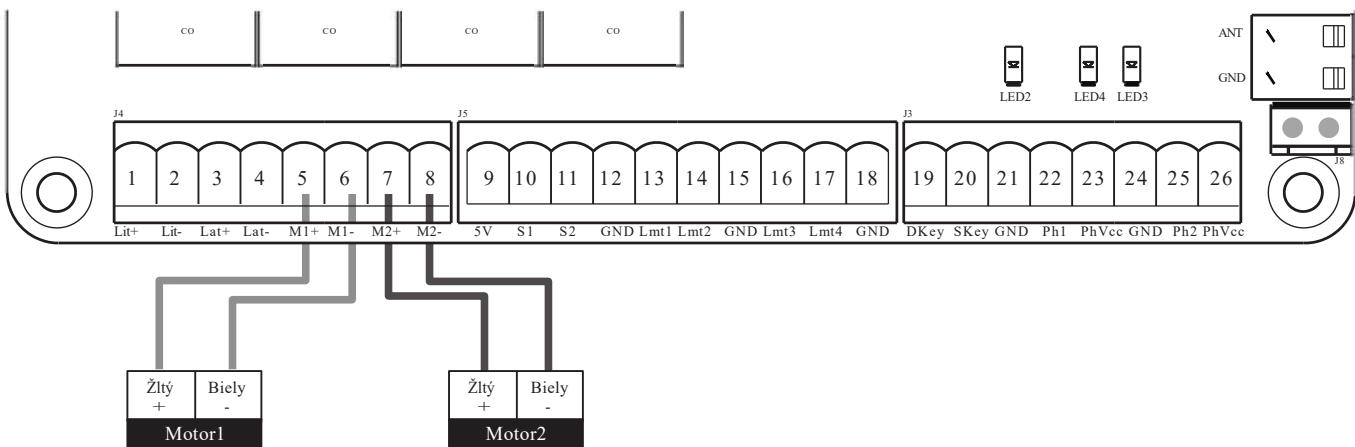 CO CO CO CO
ANT
GND
LED2 LED4 LED3
J4 J5 J3 J8
1 2 3 4 5 6 7 8 9 10 11 12 13 14 15 16 17 18 19 20 21 22 23 24 25 26
Lit+ Lit- Lat+ Lat- M1+ M1- M2+ M2- 5V S1 S2 GND Lmt1 Lmt2 GND Lmt3 Lmt4 GND DKey SKey GND Ph1 PhVcc GND Ph2 PhVcc
Žltý Biely Žltý Biely
+ - + -
Motor1 Motor2